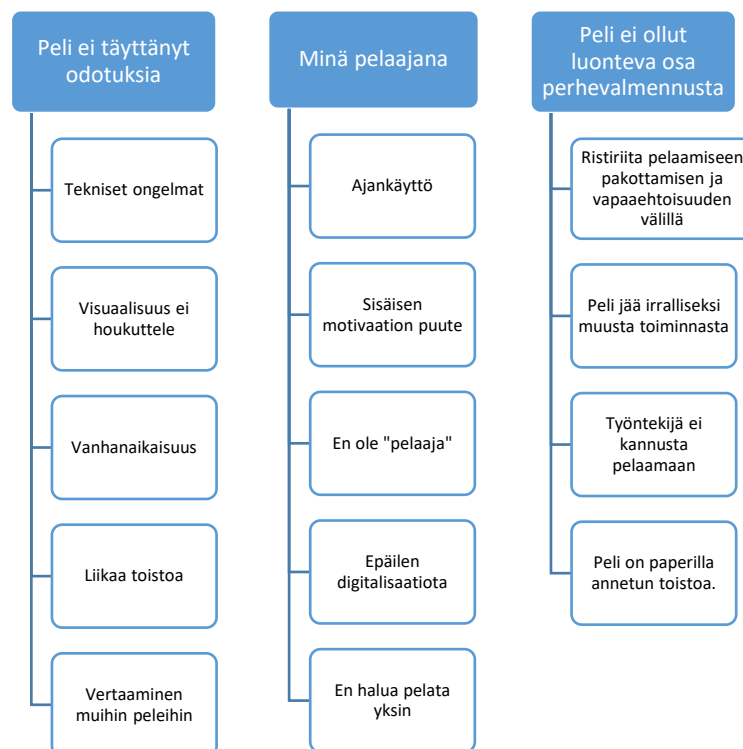 Peli ei täyttänyt
odotuksia
Tekniset ongelmat
Visuaalisuus ei
houkuttele
Vanhanaikaisuus
Liikaa toistoa
Vertaaminen
muihin peleihin
Minä pelaajana
Ajankäyttö
Sisäisen
motivaation puute
En ole "pelaaja"
Epäilen
digitalisaatiota
En halua pelata
yksin
Peli ei ollut
luonteva osa
perhevalmennusta
Ristiriita pelaamiseen
pakottamisen ja
vapaaehtoisuuden
välillä
Peli jää irralliseksi
muusta toiminnasta
Työntekijä ei
kannusta
pelaamaan
Peli on paperilla
annetun toistoa.